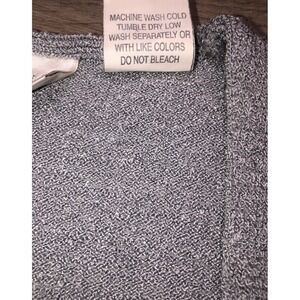 MACHINE WASH COLD
TUMBLE DRY LOW
WASH SEPARATELY OR
WITH LIKE COLORS
DO NOT BLEACH